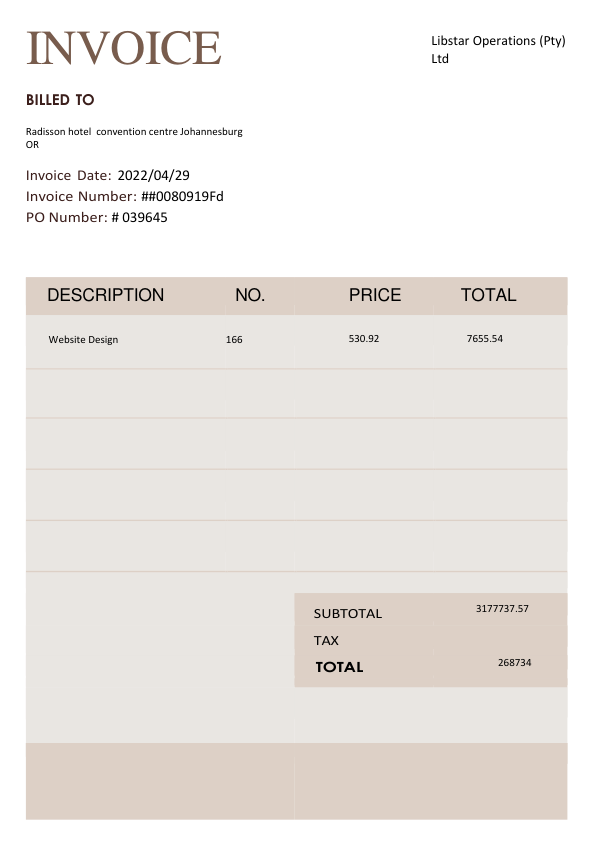 INVOICE
Libstar Operations (Pty)
Ltd
BILLED TO
Radisson hotel  convention centre Johannesburg
OR
Invoice Date: 2022/04/29
Invoice Number: ##0080919Fd
PO Number: # 039645
DESCRIPTION NO. PRICE TOTAL
Website Design 166 530.92 7655.54
SUBTOTAL 3177737.57
TAX
TOTAL 268734